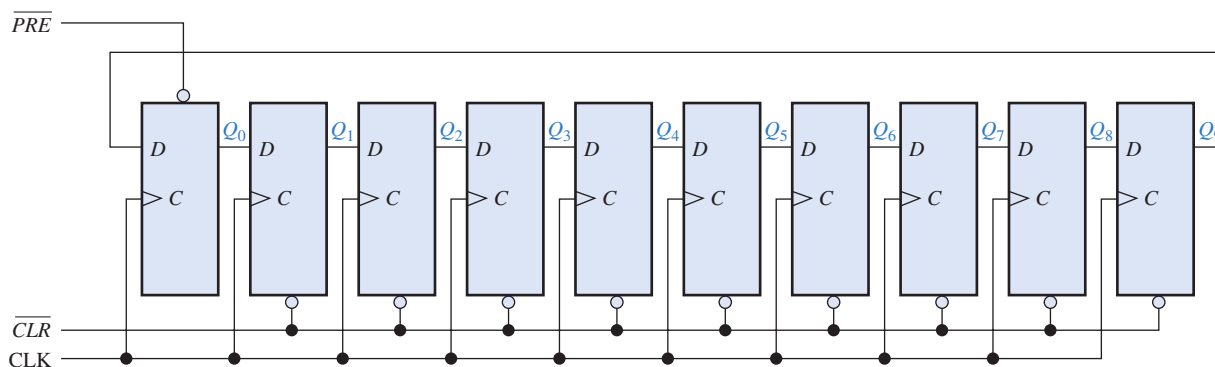 PRE
Q0 Q1 Q2 Q3 Q4 Q5 Q6 Q7 Q8
D D D D D D D D D D
C C C C C C C C C C
CLR
CLK